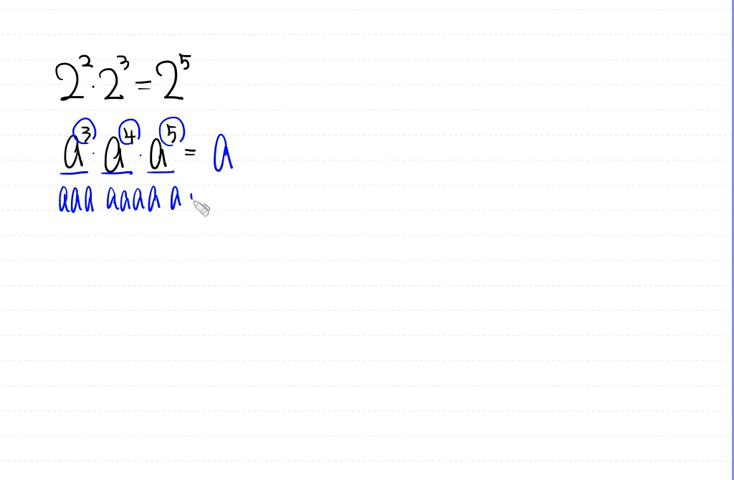 2² · 2³ = 2⁵
a³ · a⁴ · a⁵ = a
aaa aaaa a